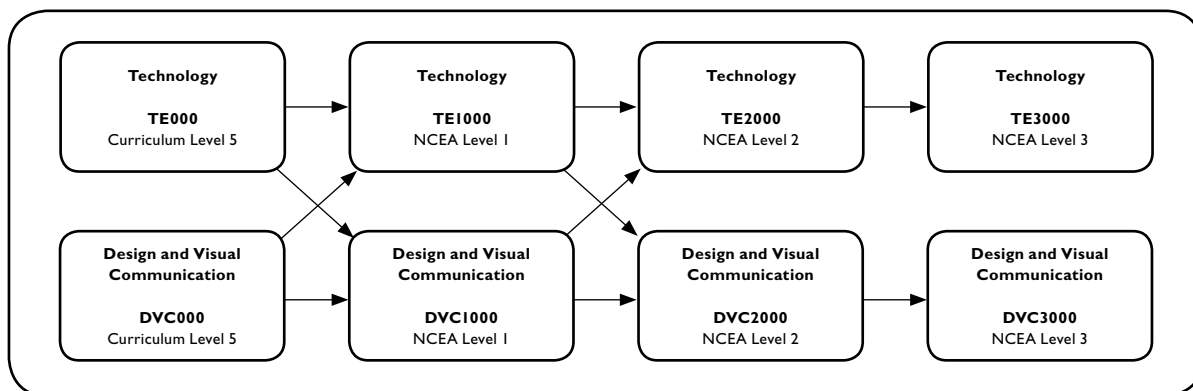 Technology
TE000
Curriculum Level 5
Technology
TE1000
NCEA Level 1
Technology
TE2000
NCEA Level 2
Technology
TE3000
NCEA Level 3
Design and Visual
Communication
DVC000
Curriculum Level 5
Design and Visual
Communication
DVC1000
NCEA Level 1
Design and Visual
Communication
DVC2000
NCEA Level 2
Design and Visual
Communication
DVC3000
NCEA Level 3